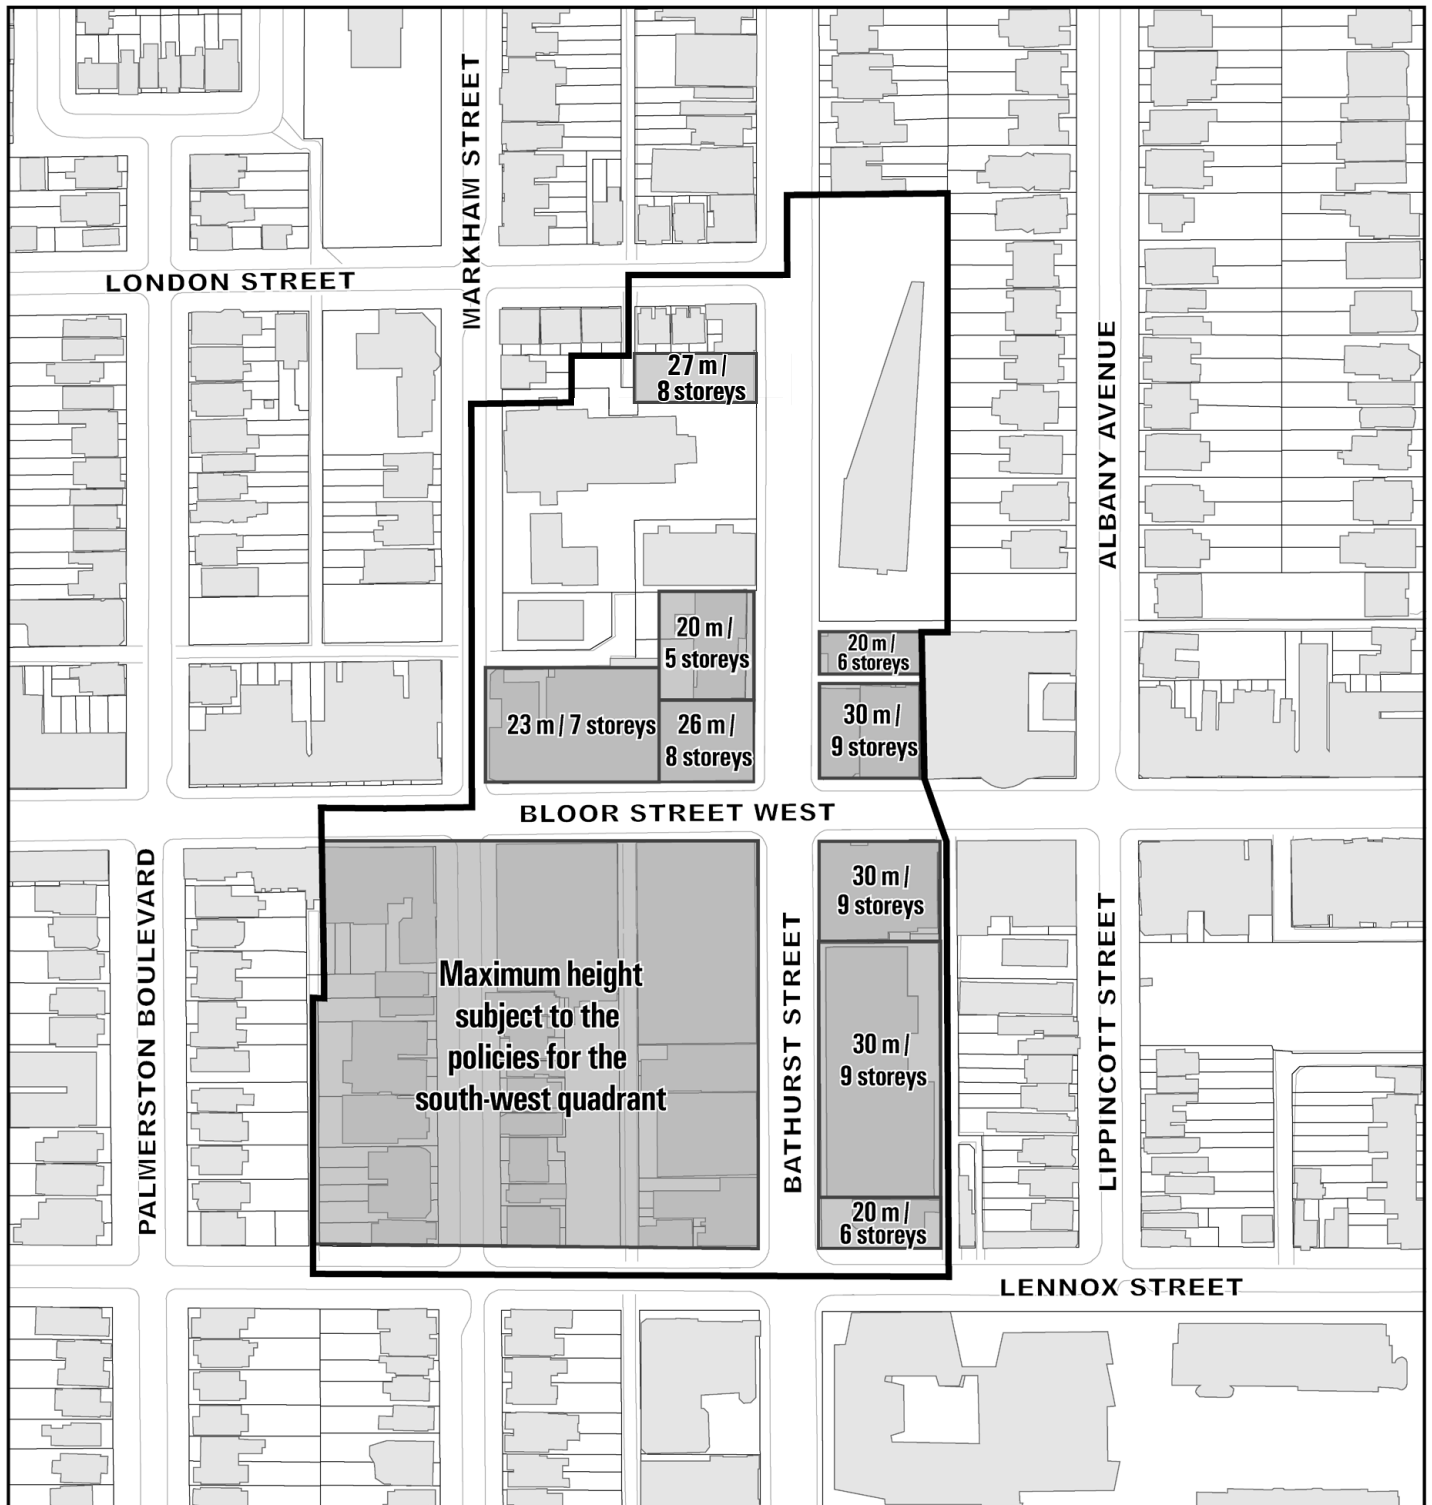 MARKHAM STREET
LONDON STREET
ALBANY AVENUE
27 m /
8 storeys
20 m /
5 storeys
20 m /
6 storeys
23 m / 7 storeys
26 m /
8 storeys
30 m /
9 storeys
BLOOR STREET WEST
PALMERSTON BOULEVARD
Maximum height
subject to the
policies for the
south-west quadrant
BATHURST STREET
30 m /
9 storeys
30 m /
9 storeys
20 m /
6 storeys
LIPPINCOTT STREET
LENNOX STREET